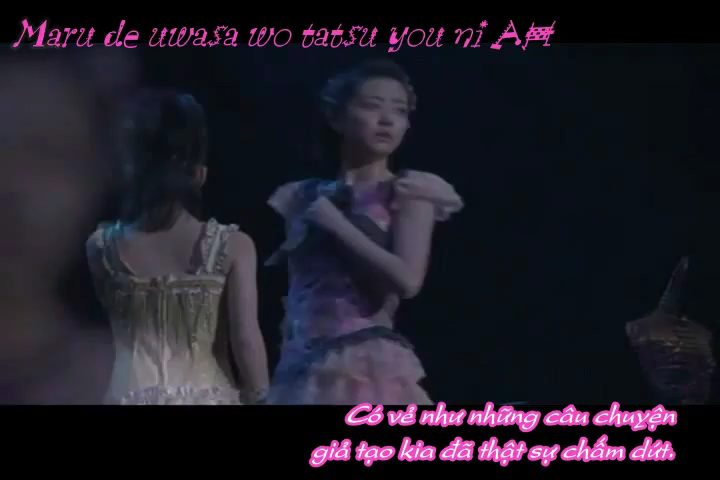 Maru de uwasa wo tatsu you ni A
Có vẻ như những câu chuyện
giả tạo kia đã thật sự chấm dứt.